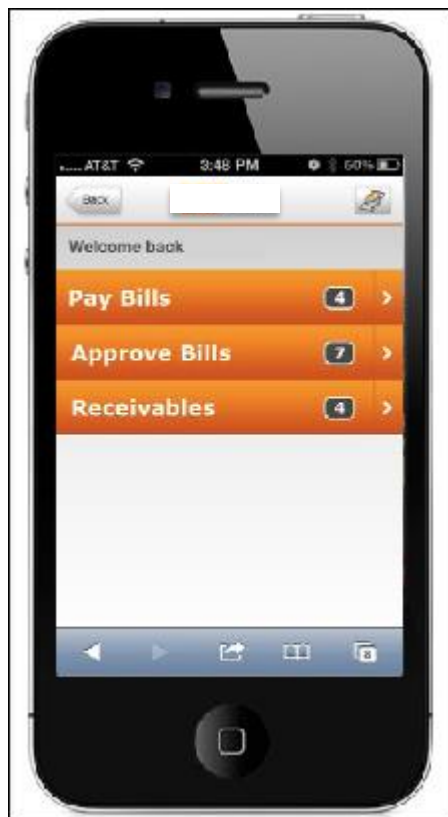 AT&T 3:48 PM 60%
Back
Welcome back
Pay Bills 4 >
Approve Bills 7 >
Receivables 4 >
8